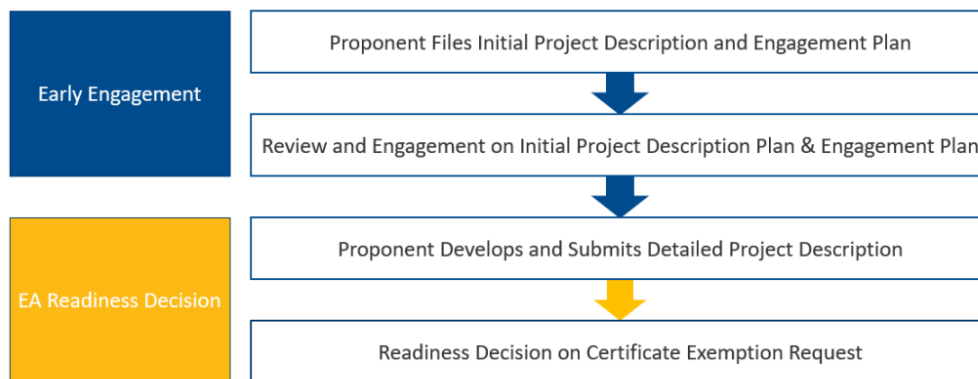 Proponent Files Initial Project Description and Engagement Plan
Early Engagement
Review and Engagement on Initial Project Description Plan & Engagement Plan
Proponent Develops and Submits Detailed Project Description
EA Readiness Decision
Readiness Decision on Certificate Exemption Request